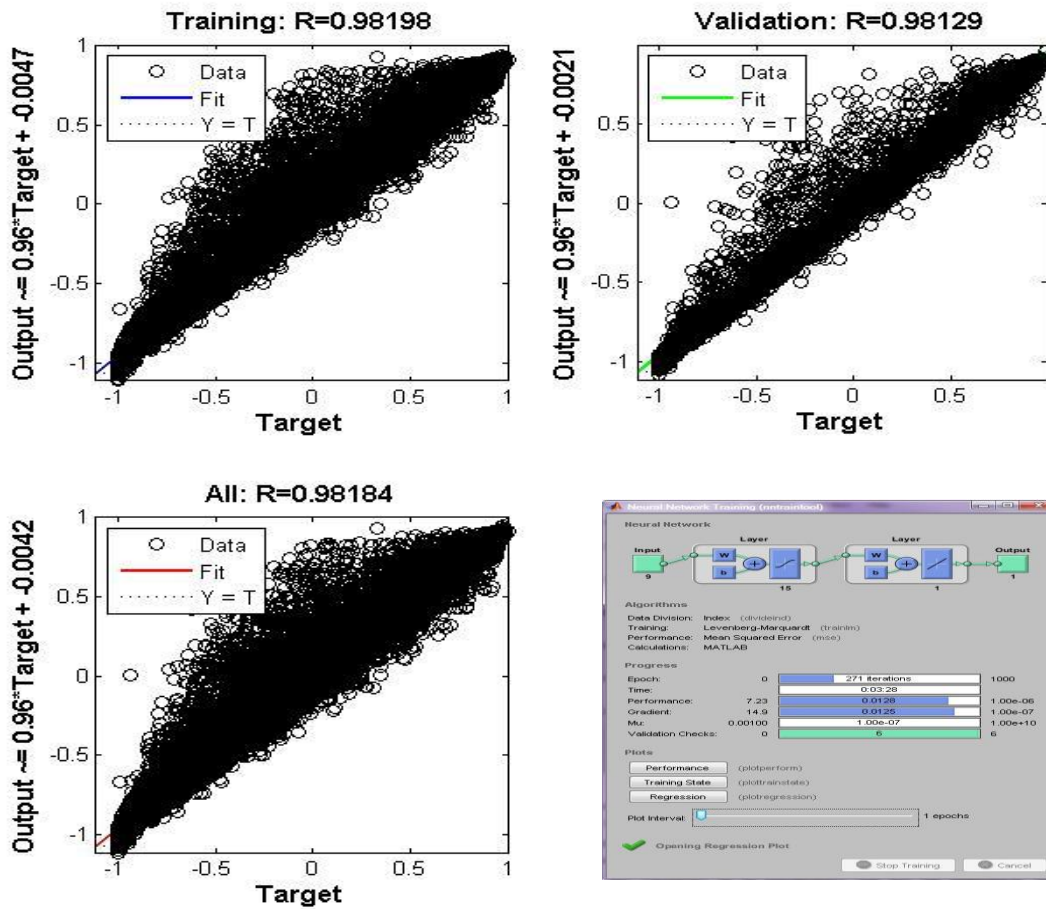 Training: R=0.98198
Output ~= 0.96*Target + -0.0047
Data
Fit
Y = T
1
0.5
0
-0.5
-1
-1
-0.5
0
0.5
1
Target
Validation: R=0.98129
Output ~= 0.96*Target + -0.0021
Data
Fit
Y = T
1
0.5
0
-0.5
-1
-1
-0.5
0
0.5
Target
All: R=0.98184
Output ~= 0.96*Target + -0.0042
Data
Fit
Y = T
1
0.5
0
-0.5
-1
-1
-0.5
0
0.5
1
Target
Neural Network Training (nntraintool)
Neural Network
Layer
Layer
Input
W
b
W
b
Output
9
15
1
1
Algorithms
Data Division: Index (divideind)
Training: Levenberg-Marquardt (trainlm)
Performance: Mean Squared Error (mse)
Calculations: MATLAB
Progress
Epoch: 0 271 iterations 1000
Time: 0:03:28
Performance: 7.23 0.0128 1.00e-06
Gradient: 14.9 0.0125 1.00e-07
Mu: 0.00100 1.00e-07 1.00e+10
Validation Checks: 0 6 6
Plots
Performance (plotperform)
Training State (plottrainstate)
Regression (plotregression)
Plot Interval: 1 epochs
Opening Regression Plot
Stop Training
Cancel